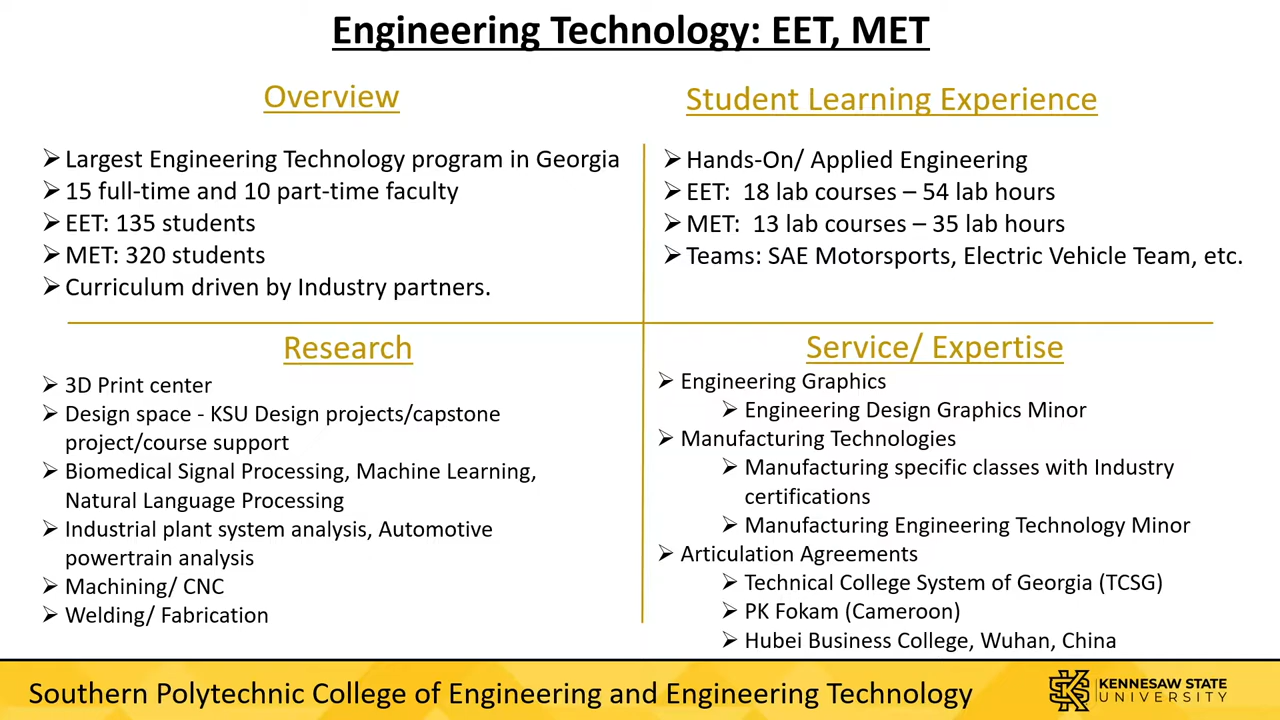 Engineering Technology: EET, MET
Overview
➢Largest Engineering Technology program in Georgia
➢15 full-time and 10 part-time faculty
➢EET: 135 students
➢MET: 320 students
➢Curriculum driven by Industry partners.
Student Learning Experience
➢Hands-On/ Applied Engineering
➢EET:  18 lab courses – 54 lab hours
➢MET:  13 lab courses – 35 lab hours
➢Teams: SAE Motorsports, Electric Vehicle Team, etc.
Research
➢ 3D Print center
➢ Design space - KSU Design projects/capstone
project/course support
➢ Biomedical Signal Processing, Machine Learning,
Natural Language Processing
➢ Industrial plant system analysis, Automotive
powertrain analysis
➢ Machining/ CNC
➢ Welding/ Fabrication
Service/ Expertise
➢ Engineering Graphics
➢ Engineering Design Graphics Minor
➢ Manufacturing Technologies
➢ Manufacturing specific classes with Industry
certifications
➢ Manufacturing Engineering Technology Minor
➢ Articulation Agreements
➢ Technical College System of Georgia (TCSG)
➢ PK Fokam (Cameroon)
➢ Hubei Business College, Wuhan, China
Southern Polytechnic College of Engineering and Engineering Technology
KENNESAW STATE
UNIVERSITY